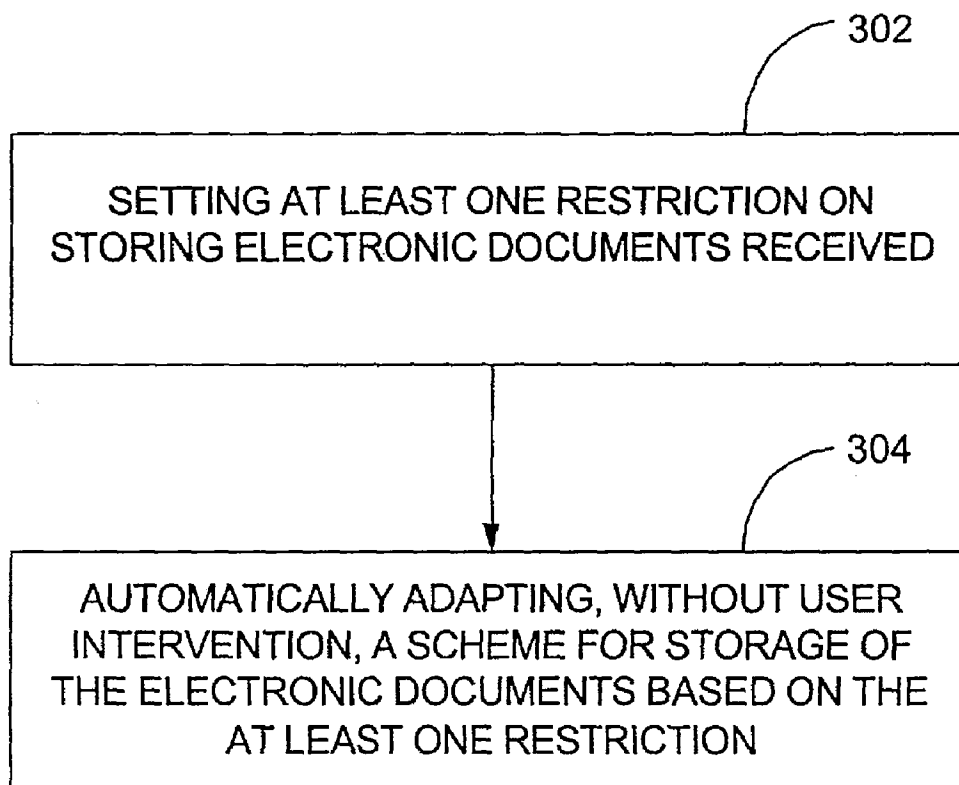 302
SETTING AT LEAST ONE RESTRICTION ON
STORING ELECTRONIC DOCUMENTS RECEIVED
304
AUTOMATICALLY ADAPTING, WITHOUT USER
INTERVENTION, A SCHEME FOR STORAGE OF
THE ELECTRONIC DOCUMENTS BASED ON THE
AT LEAST ONE RESTRICTION